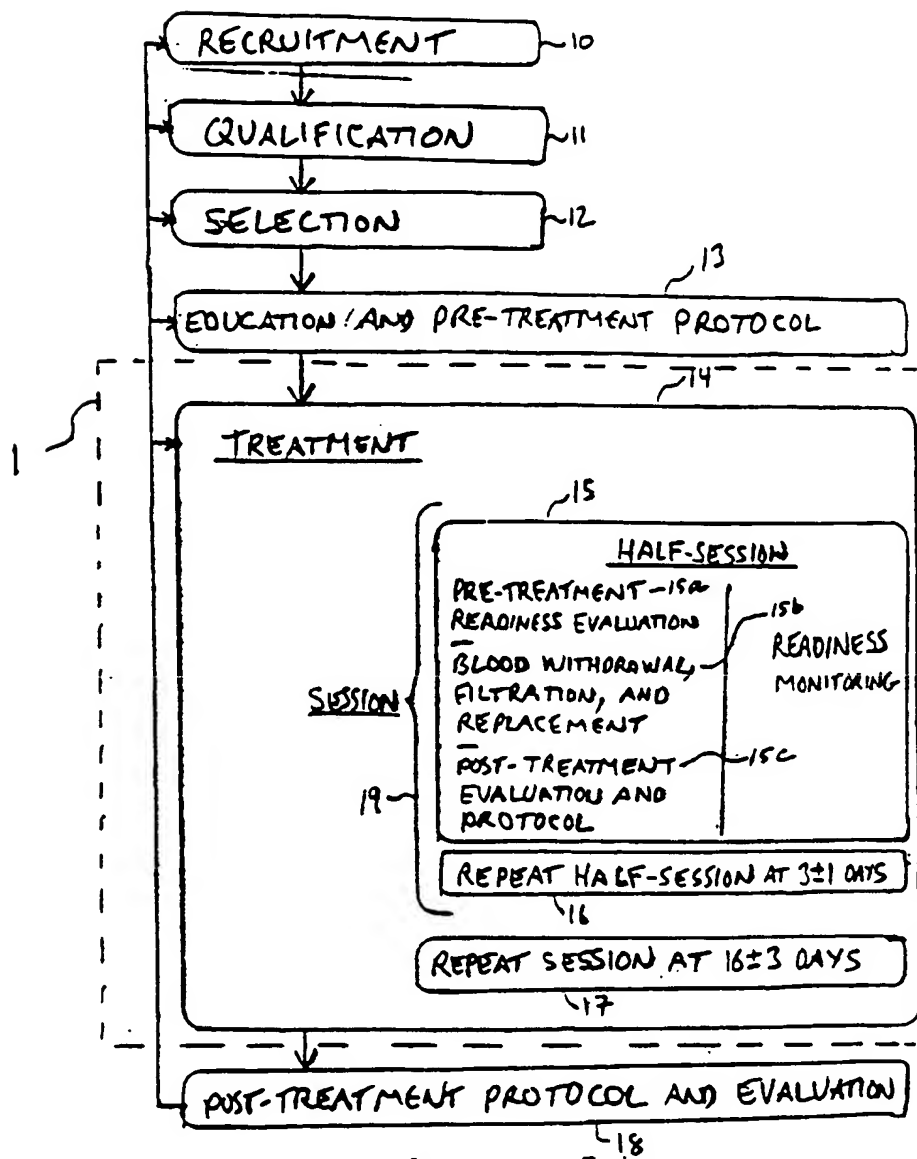 RECRUITMENT 10
QUALIFICATION 11
SELECTION 12
13
EDUCATION AND PRE-TREATMENT PROTOCOL
14
1
TREATMENT
15
HALF-SESSION
PRE-TREATMENT 15a
READINESS EVALUATION
15b
BLOOD WITHDRAWAL,
FILTRATION, AND
REPLACEMENT
READINESS
MONITORING
SESSION
POST-TREATMENT 15c
EVALUATION AND
PROTOCOL
19
REPEAT HALF-SESSION AT 3±1 DAYS
16
REPEAT SESSION AT 16±3 DAYS
17
POST-TREATMENT PROTOCOL AND EVALUATION
18